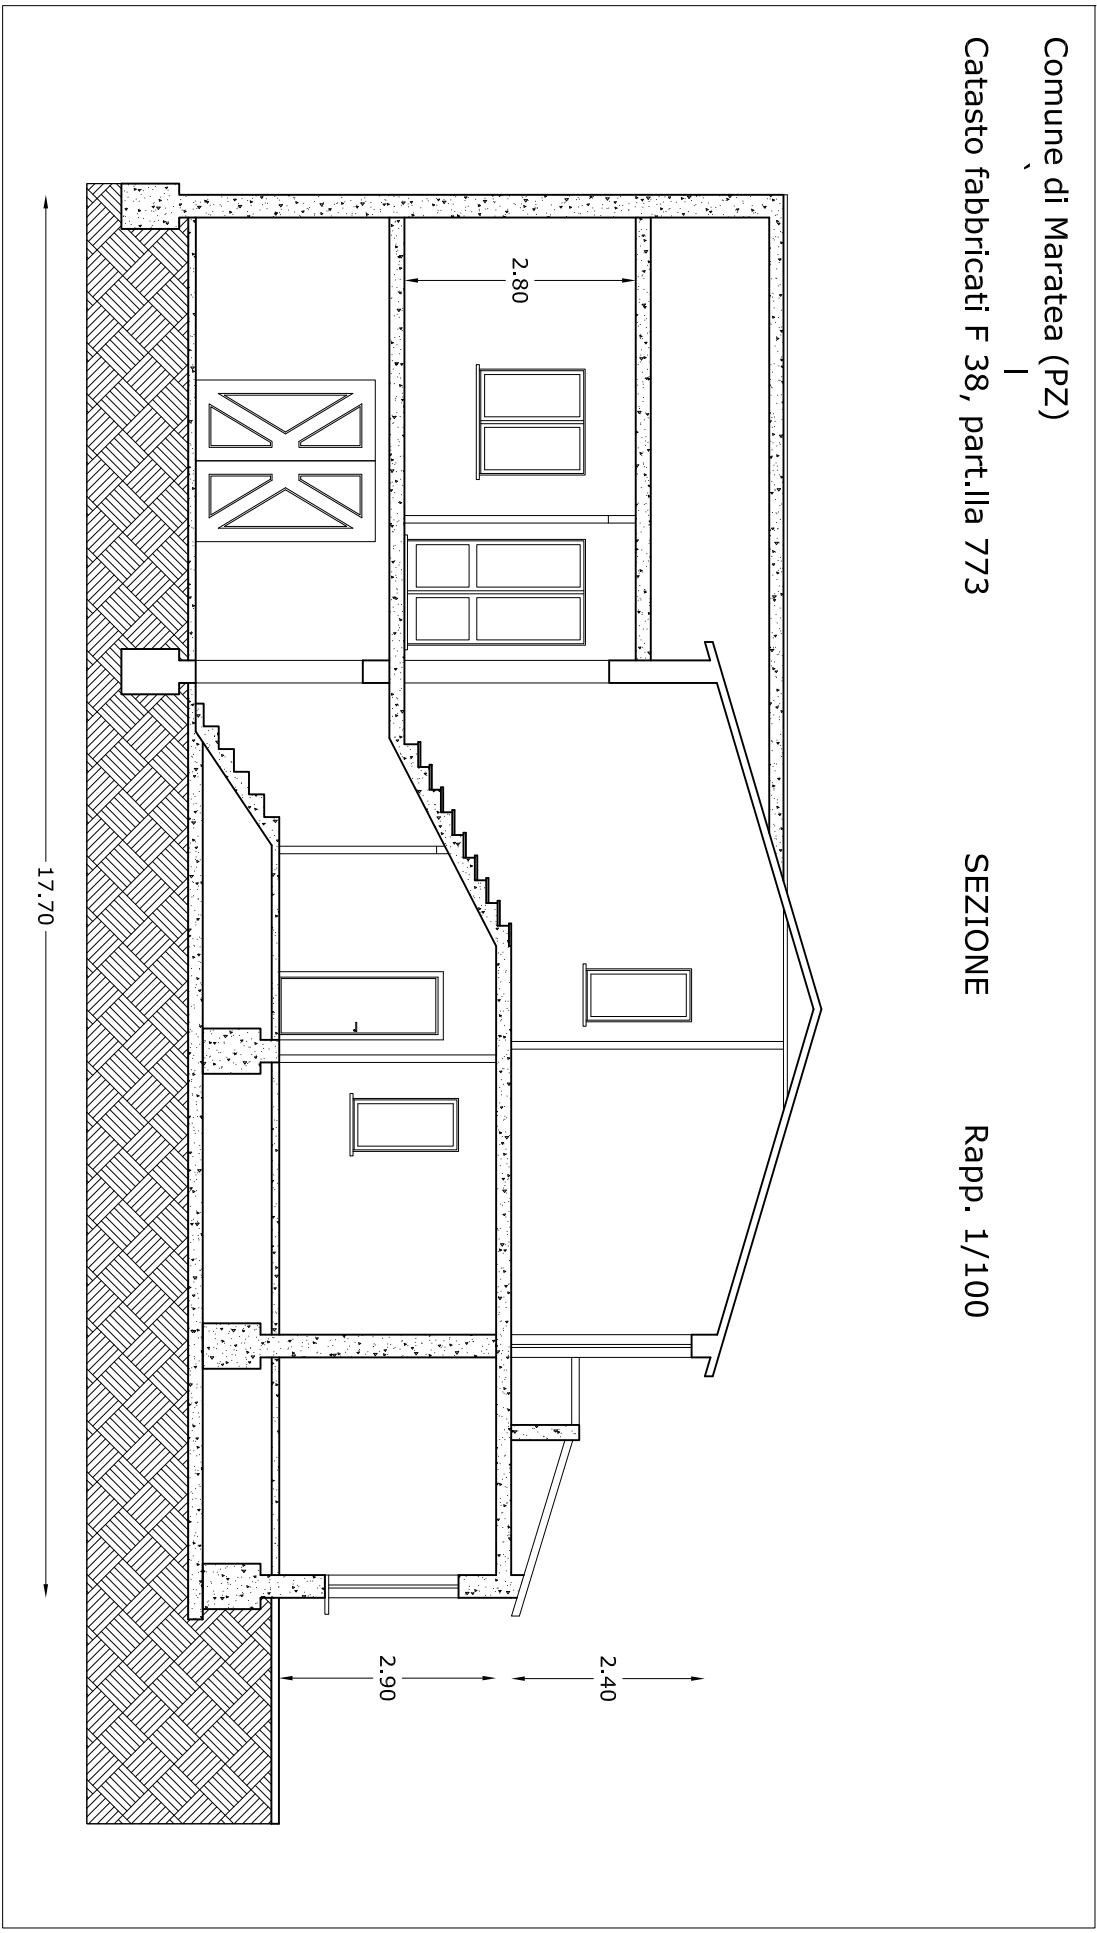 Comune di Maratea (PZ)
Catasto fabbricati F 38, part.lla 773 SEZIONE Rapp. 1/100
2.80
2.40
2.90
17.70